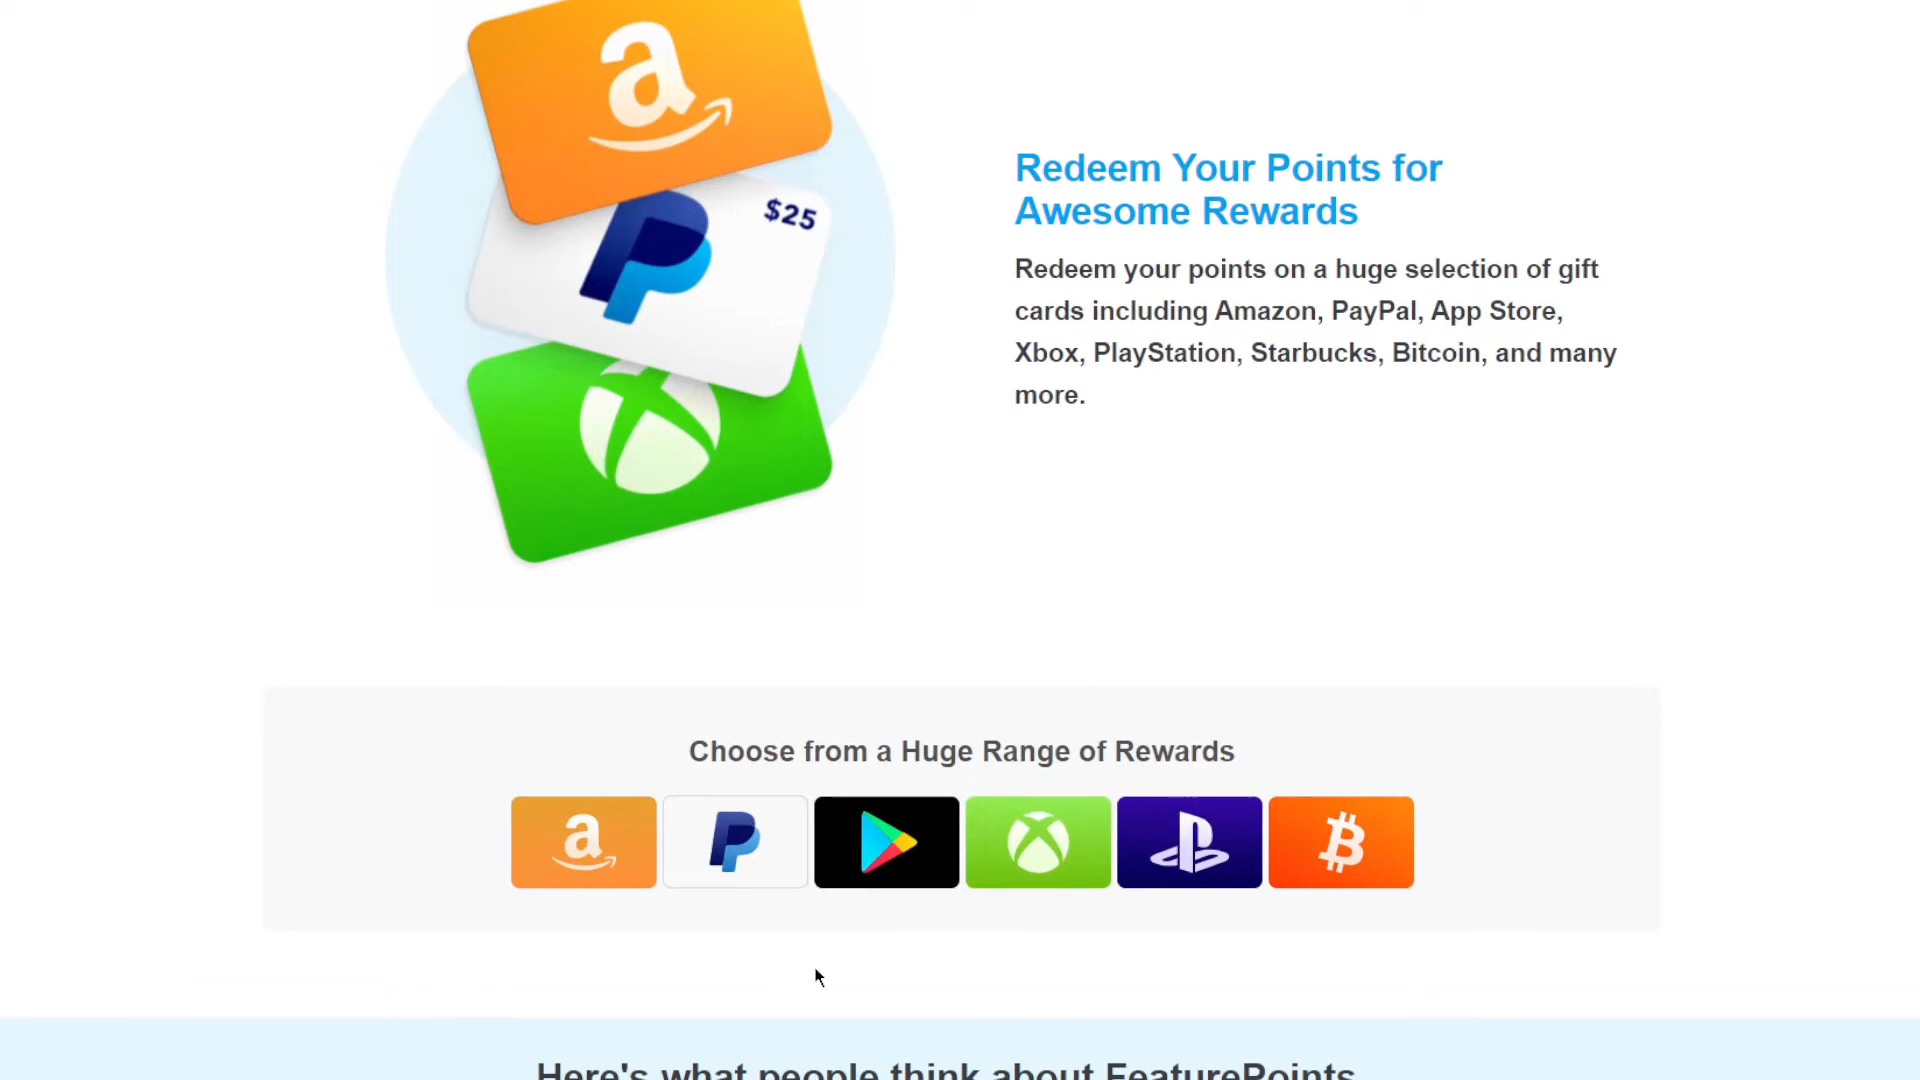 $25
Redeem Your Points for
Awesome Rewards
Redeem your points on a huge selection of gift
cards including Amazon, PayPal, App Store,
Xbox, PlayStation, Starbucks, Bitcoin, and many
more.
Choose from a Huge Range of Rewards
Here's what people think about FeaturePoints